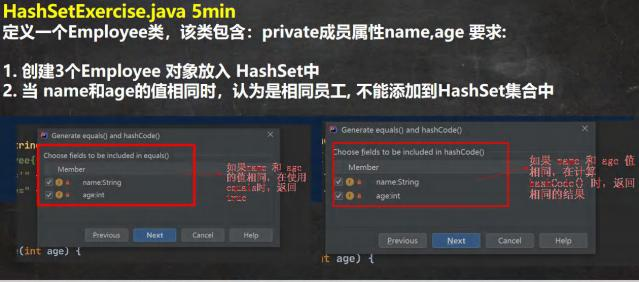 HashSetExercise.java 5min
定义一个Employee类，该类包含：private成员属性name,age 要求:
1. 创建3个Employee 对象放入 HashSet中
2. 当 name和age的值相同时，认为是相同员工, 不能添加到HashSet集合中
Generate equals() and hashCode()
Choose fields to be included in equals()
Member
name:String
age:int
如果name 和 age
的值相同，在使用
equals时，返回
true
Previous
Next
Cancel
Help
(int age) {
Generate equals() and hashCode()
Choose fields to be included in hashCode()
Member
name:String
age:int
如果 name 和 age 值
相同，在计算
hashCode() 时，返回
相同的结果
Previous
Next
Cancel
Help
t age) {